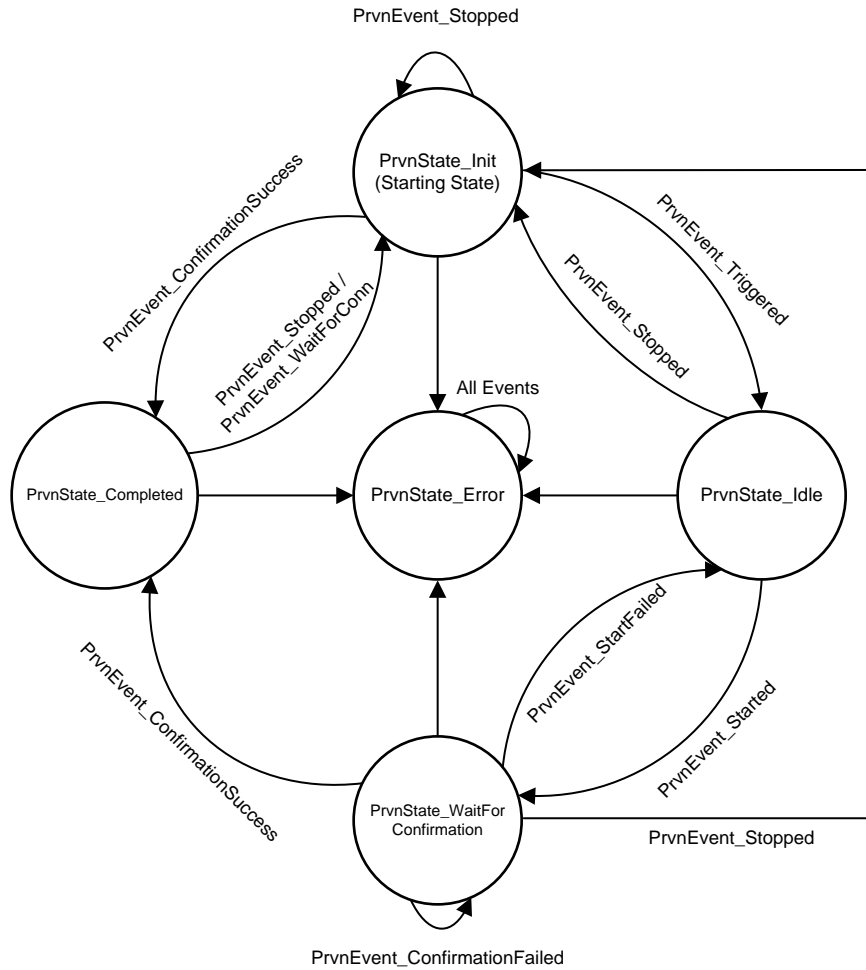 PrvnEvent_Stopped
PrvnState_Init
(Starting State)
PrvnEvent_ConfirmationSuccess
PrvnEvent_Stopped /
PrvnEvent_WaitForConn
PrvnEvent_Stopped
PrvnEvent_Triggered
All Events
PrvnState_Completed
PrvnState_Error
PrvnState_Idle
PrvnEvent_ConfirmationSuccess
PrvnEvent_StartFailed
PrvnEvent_Started
PrvnState_WaitFor
Confirmation
PrvnEvent_Stopped
PrvnEvent_ConfirmationFailed